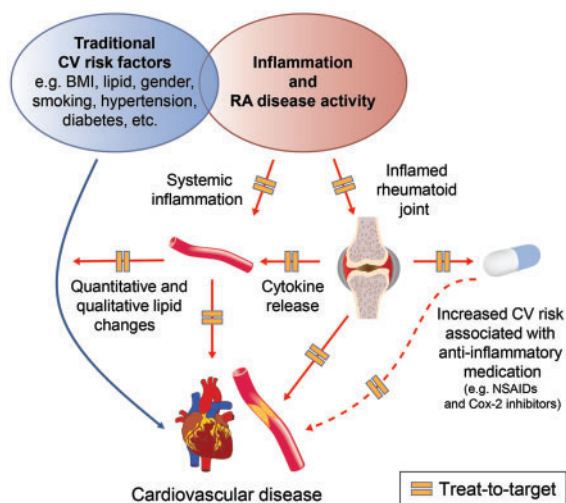 Traditional
CV risk factors
e.g. BMI, lipid, gender,
smoking, hypertension,
diabetes, etc.
Inflammation
and
RA disease activity
Systemic
inflammation
Inflamed
rheumatoid
joint
Quantitative and
qualitative lipid
changes
Cytokine
release
Increased CV risk
associated with
anti-inflammatory
medication
(e.g. NSAIDs
and Cox-2 inhibitors)
Cardiovascular disease
Treat-to-target